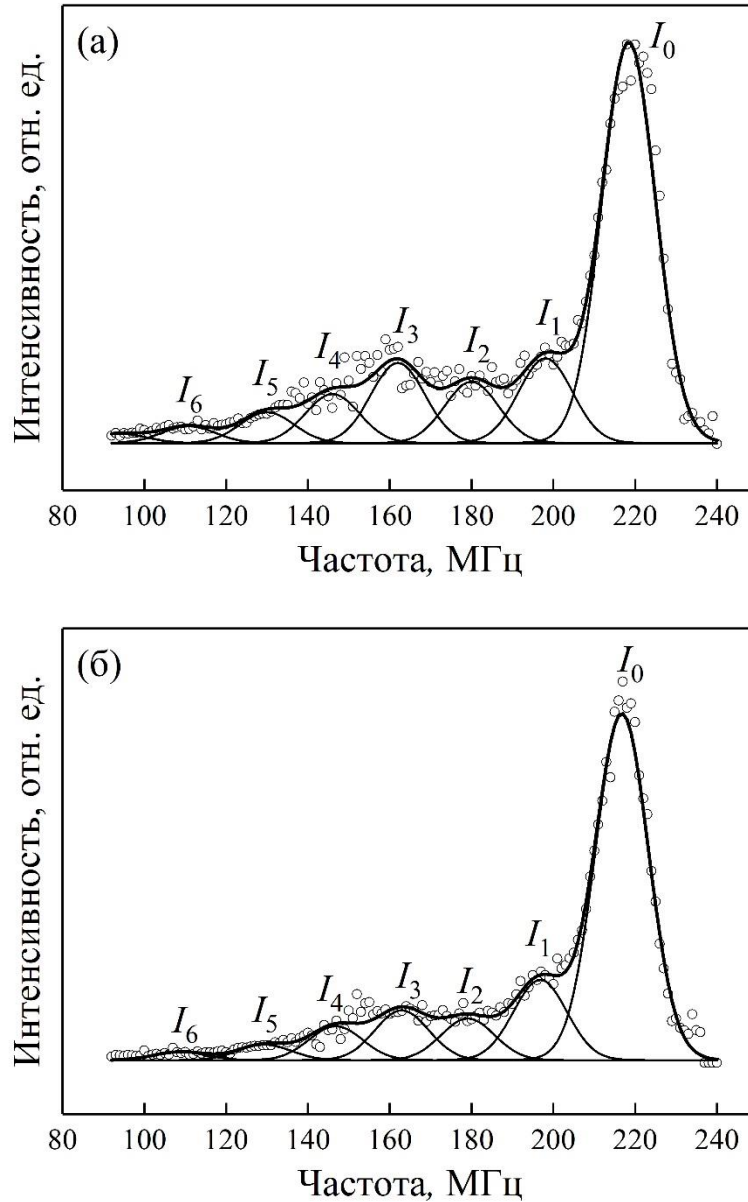 (а)
I₀
I₁
I₂
I₃
I₄
I₅
I₆
Интенсивность, отн. ед.
80 100 120 140 160 180 200 220 240
Частота, МГц
(б)
I₀
I₁
I₂
I₃
I₄
I₅
I₆
Интенсивность, отн. ед.
80 100 120 140 160 180 200 220 240
Частота, МГц